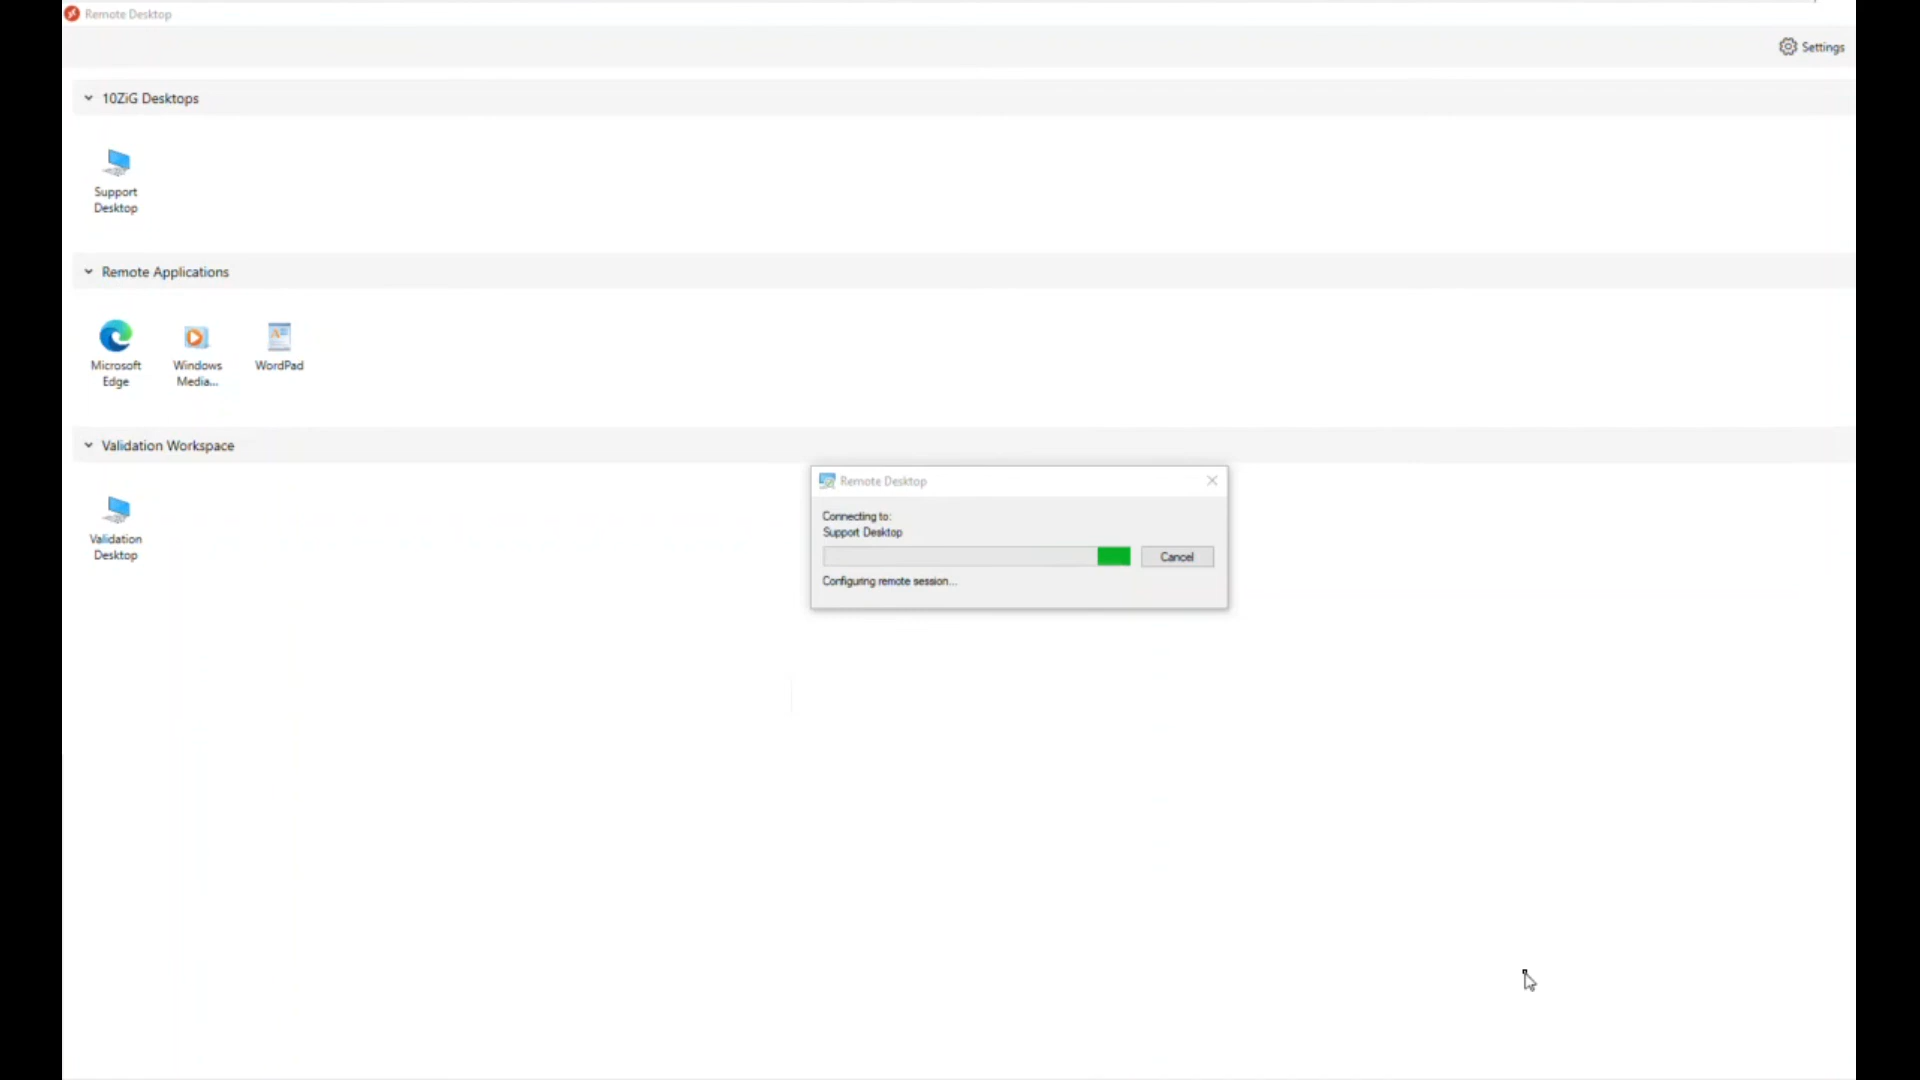 Remote Desktop
Settings
10ZiG Desktops
Support
Desktop
Remote Applications
Microsoft
Edge
Windows
Media...
WordPad
Validation Workspace
Validation
Desktop
Remote Desktop
Connecting to:
Support Desktop
Cancel
Configuring remote session...